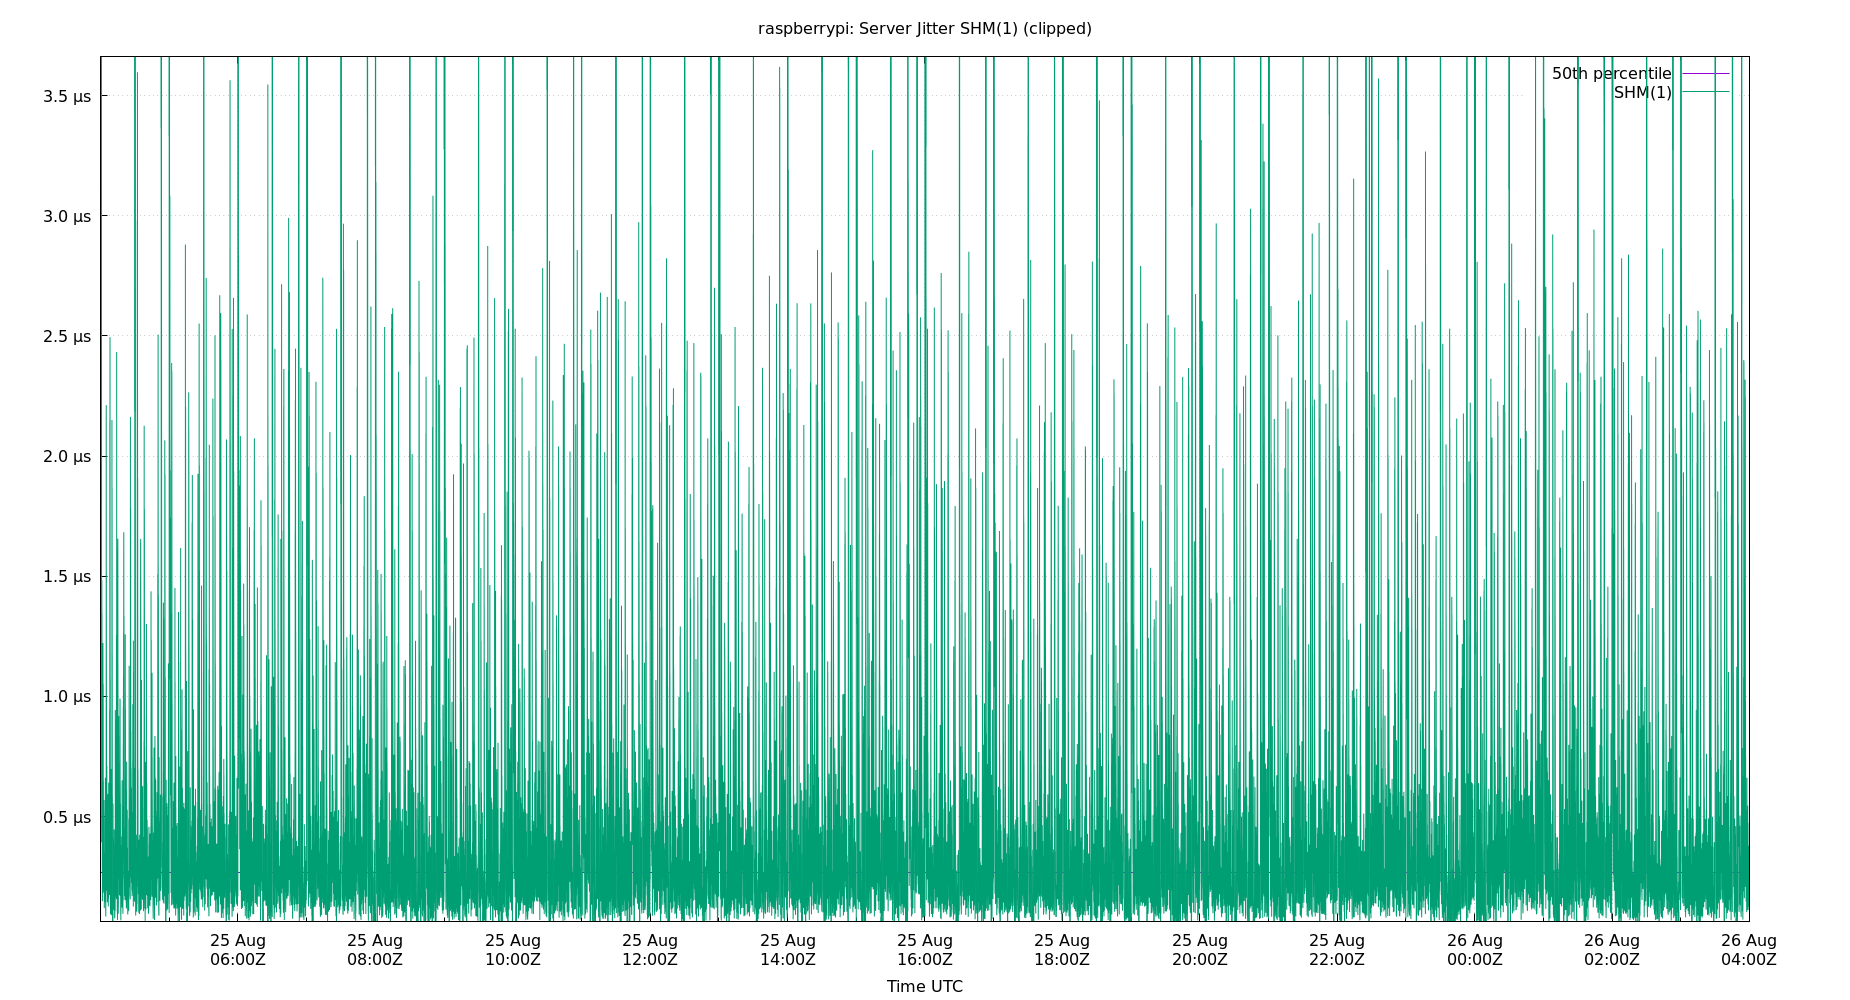 raspberrypi: Server Jitter SHM(1) (clipped)
50th percentile
SHM(1)
3.5 µs
3.0 µs
2.5 µs
2.0 µs
1.5 µs
1.0 µs
0.5 µs
25 Aug 25 Aug 25 Aug 25 Aug 25 Aug 25 Aug 25 Aug 25 Aug 25 Aug 26 Aug 26 Aug 26 Aug
06:00Z 08:00Z 10:00Z 12:00Z 14:00Z 16:00Z 18:00Z 20:00Z 22:00Z 00:00Z 02:00Z 04:00Z
Time UTC